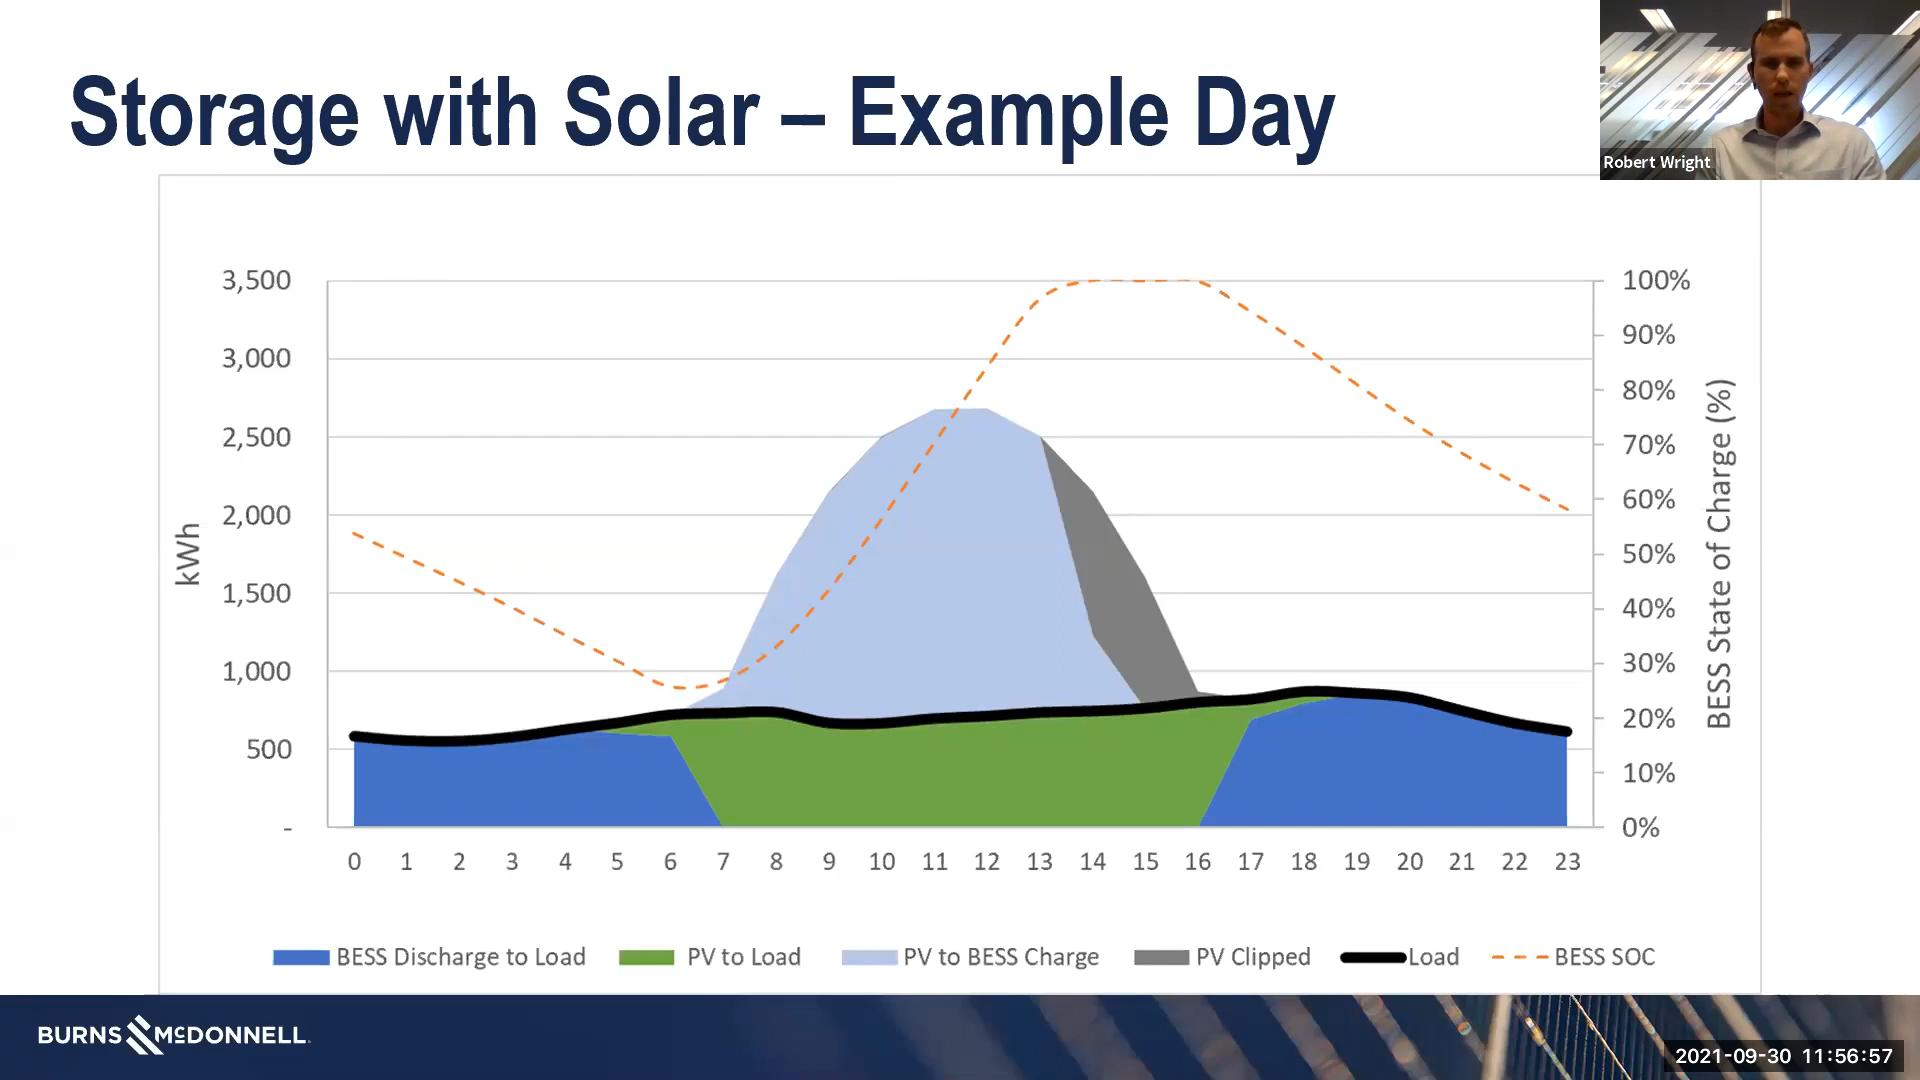 Storage with Solar – Example Day
Robert Wright
3,500
3,000
2,500
2,000
1,500
1,000
500
-
kWh
100%
90%
80%
70%
60%
50%
40%
30%
20%
10%
0%
BESS State of Charge (%)
0 1 2 3 4 5 6 7 8 9 10 11 12 13 14 15 16 17 18 19 20 21 22 23
BESS Discharge to Load PV to Load PV to BESS Charge PV Clipped Load BESS SOC
BURNS McDONNELL
2021-09-30 11:56:57